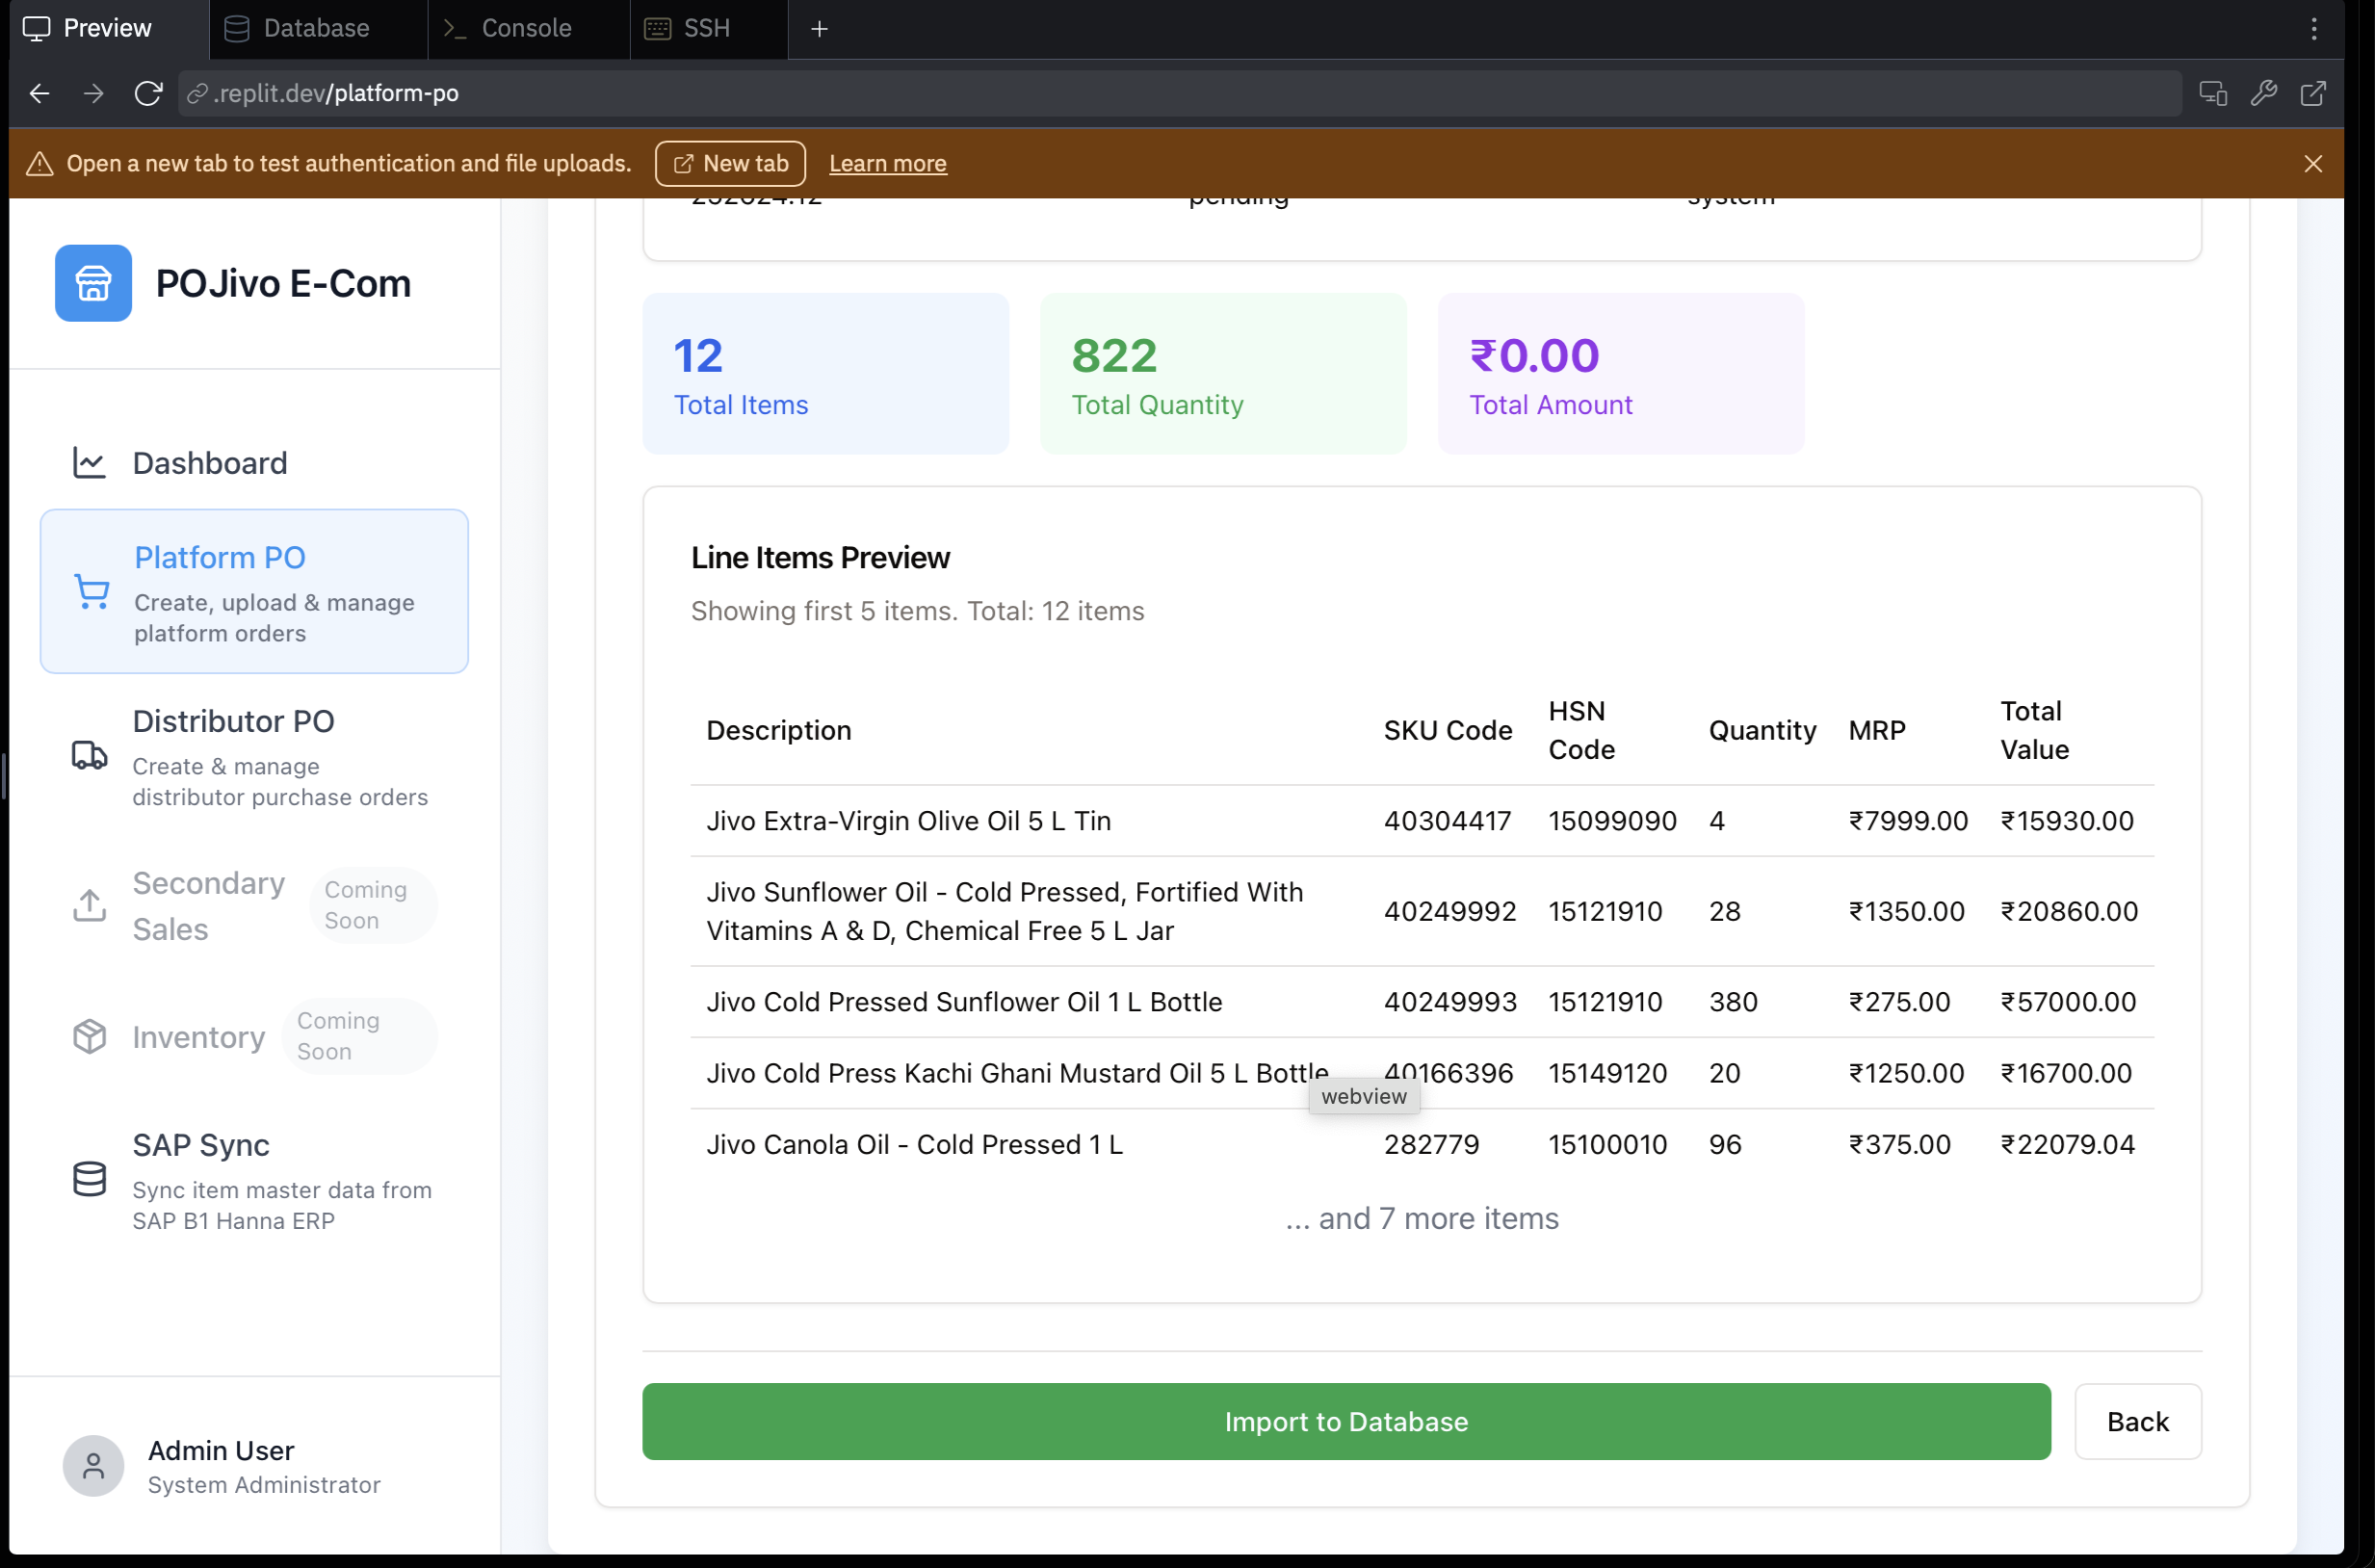 Preview
Database
Console
SSH
.replit.dev/platform-po
Open a new tab to test authentication and file uploads.
New tab
Learn more
pending
system
POJivo E-Com
Dashboard
Platform PO
Create, upload & manage
platform orders
Distributor PO
Create & manage
distributor purchase orders
Secondary
Sales
Coming
Soon
Inventory
Coming
Soon
SAP Sync
Sync item master data from
SAP B1 Hanna ERP
Admin User
System Administrator
12
Total Items
822
Total Quantity
₹0.00
Total Amount
Line Items Preview
Showing first 5 items. Total: 12 items
Description SKU Code HSN Code Quantity MRP Total Value
Jivo Extra-Virgin Olive Oil 5 L Tin 40304417 15099090 4 ₹7999.00 ₹15930.00
Jivo Sunflower Oil - Cold Pressed, Fortified With
Vitamins A & D, Chemical Free 5 L Jar 40249992 15121910 28 ₹1350.00 ₹20860.00
Jivo Cold Pressed Sunflower Oil 1 L Bottle 40249993 15121910 380 ₹275.00 ₹57000.00
Jivo Cold Press Kachi Ghani Mustard Oil 5 L Bottle 40166396 15149120 20 ₹1250.00 ₹16700.00
webview
Jivo Canola Oil - Cold Pressed 1 L 282779 15100010 96 ₹375.00 ₹22079.04
... and 7 more items
Import to Database
Back